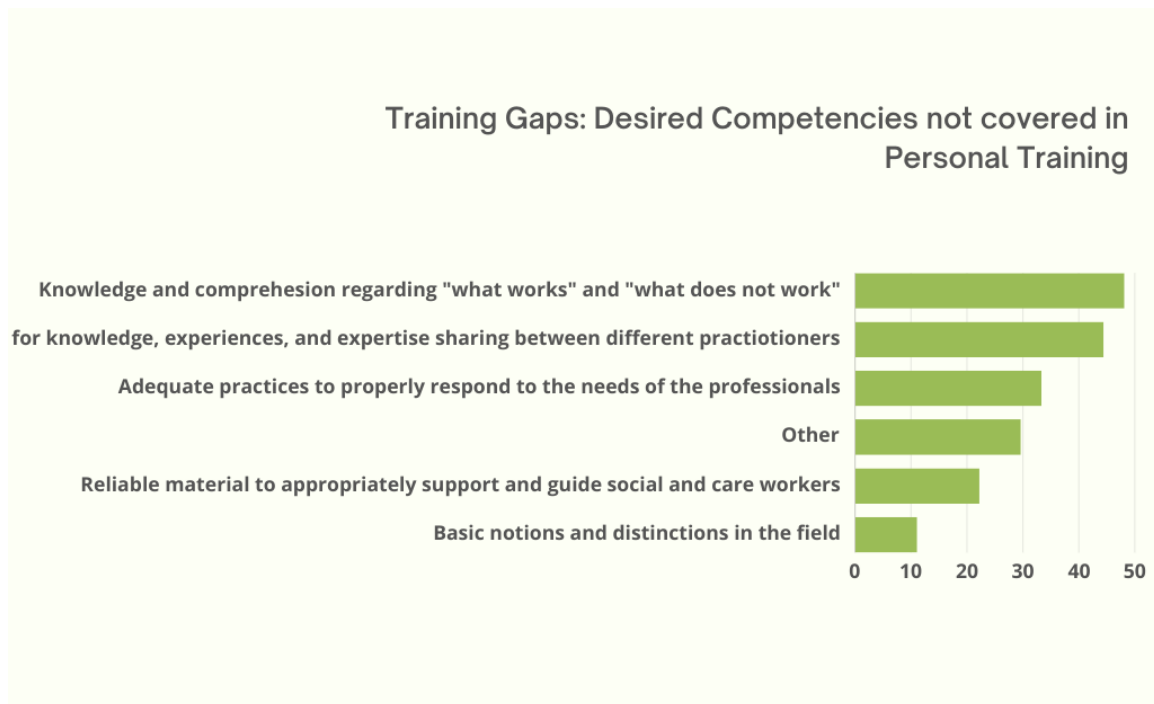 Training Gaps: Desired Competencies not covered in
Personal Training
Knowledge and comprehesion regarding "what works" and "what does not work"
for knowledge, experiences, and expertise sharing between different practiotioners
Adequate practices to properly respond to the needs of the professionals
Other
Reliable material to appropriately support and guide social and care workers
Basic notions and distinctions in the field
0 10 20 30 40 50